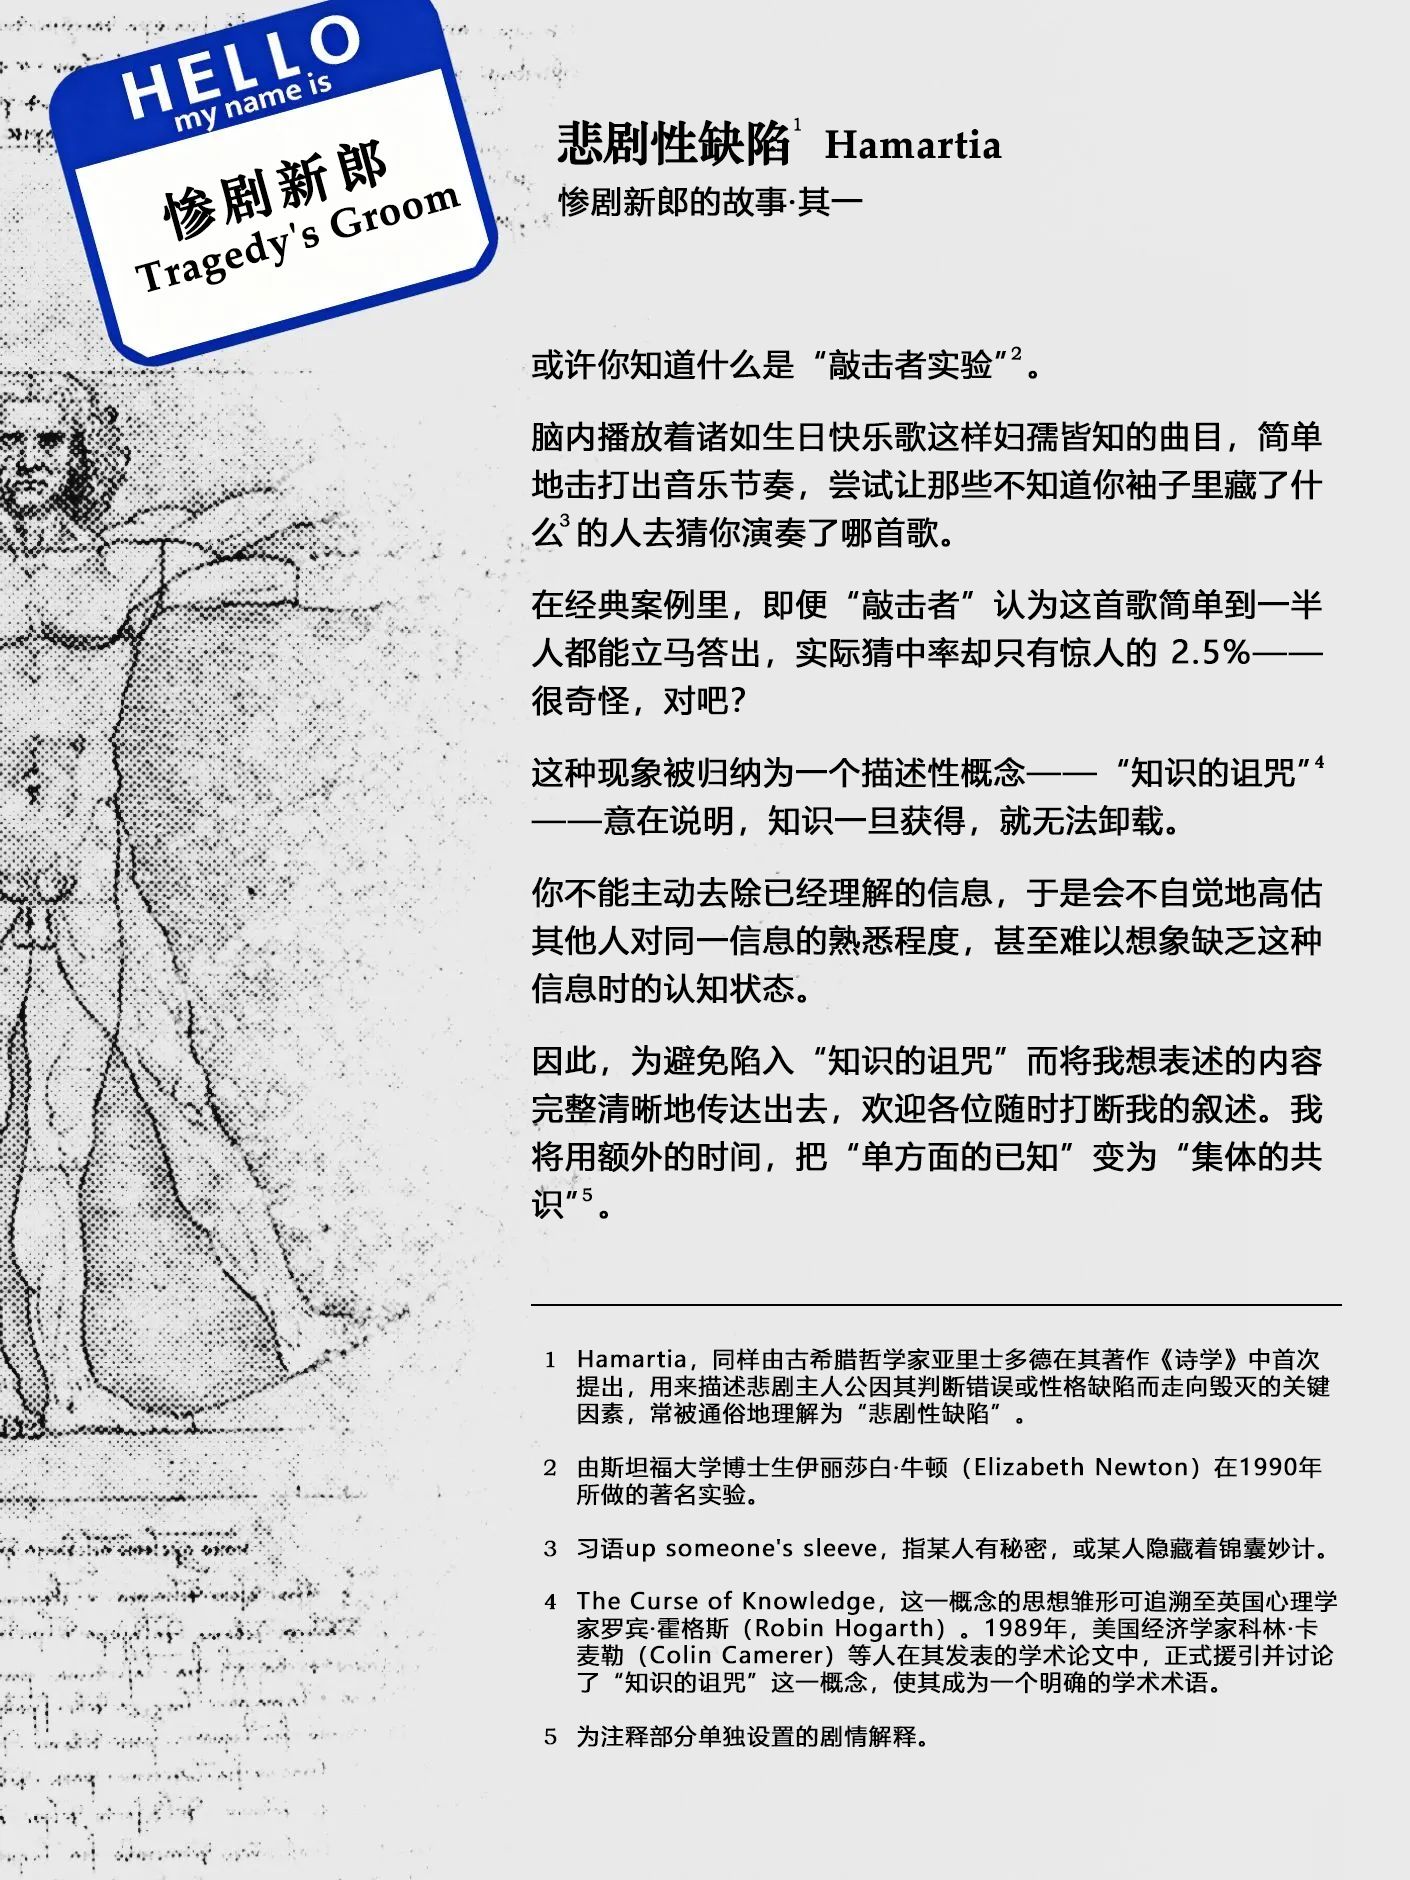 HELLO
my name is
惨剧新郎
Tragedy's Groom
悲剧性缺陷1 Hamartia
惨剧新郎的故事·其一
或许你知道什么是“敲击者实验”2。
脑内播放着诸如生日快乐歌这样妇孺皆知的曲目，简单
地击打出音乐节奏，尝试让那些不知道你袖子里藏了什
么3的人去猜你演奏了哪首歌。
在经典案例里，即便“敲击者”认为这首歌简单到一半
人都能立马答出，实际猜中率却只有惊人的 2.5%——
很奇怪，对吧？
这种现象被归纳为一个描述性概念——“知识的诅咒”4
——意在说明，知识一旦获得，就无法卸载。
你不能主动去除已经理解的信息，于是会不自觉地高估
其他人对同一信息的熟悉程度，甚至难以想象缺乏这种
信息时的认知状态。
因此，为避免陷入“知识的诅咒”而将我想表述的内容
完整清晰地传达出去，欢迎各位随时打断我的叙述。我
将用额外的时间，把“单方面的已知”变为“集体的共
识”5。
1 Hamartia，同样由古希腊哲学家亚里士多德在其著作《诗学》中首次
提出，用来描述悲剧主人公因其判断错误或性格缺陷而走向毁灭的关键
因素，常被通俗地理解为“悲剧性缺陷”。
2 由斯坦福大学博士生伊丽莎白·牛顿（Elizabeth Newton）在1990年
所做的著名实验。
3 习语up someone's sleeve，指某人有秘密，或某人隐藏着锦囊妙计。
4 The Curse of Knowledge，这一概念的思想雏形可追溯至英国心理学
家罗宾·霍格斯（Robin Hogarth）。1989年，美国经济学家科林·卡
麦勒（Colin Camerer）等人在其发表的学术论文中，正式援引并讨论
了“知识的诅咒”这一概念，使其成为一个明确的学术术语。
5 为注释部分单独设置的剧情解释。